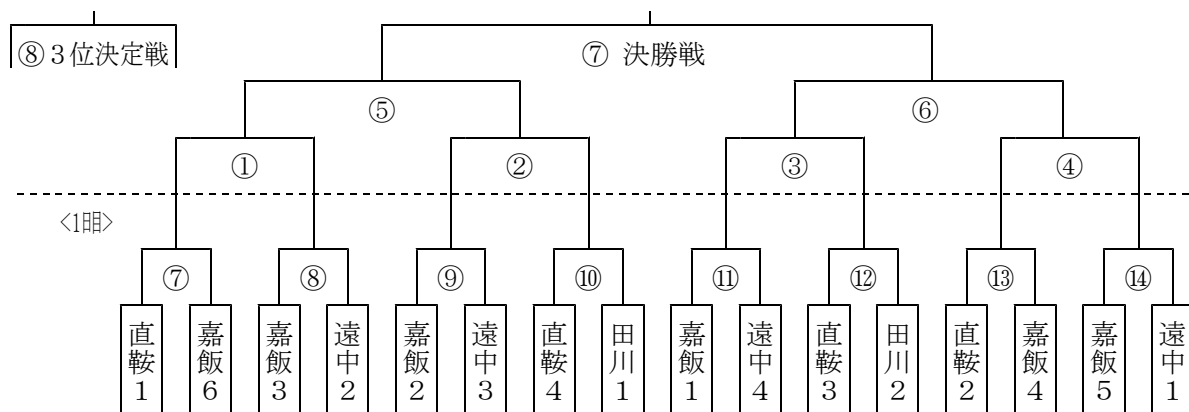 ⑧3位決定戦
⑦ 決勝戦
⑤
⑥
①
②
③
④
<1日目>
⑦
⑧
⑨
⑩
⑪
⑫
⑬
⑭
直鞍1
嘉飯6
嘉飯3
遠中2
嘉飯2
遠中3
直鞍4
田川1
嘉飯1
遠中4
直鞍3
田川2
直鞍2
嘉飯4
嘉飯5
遠中1